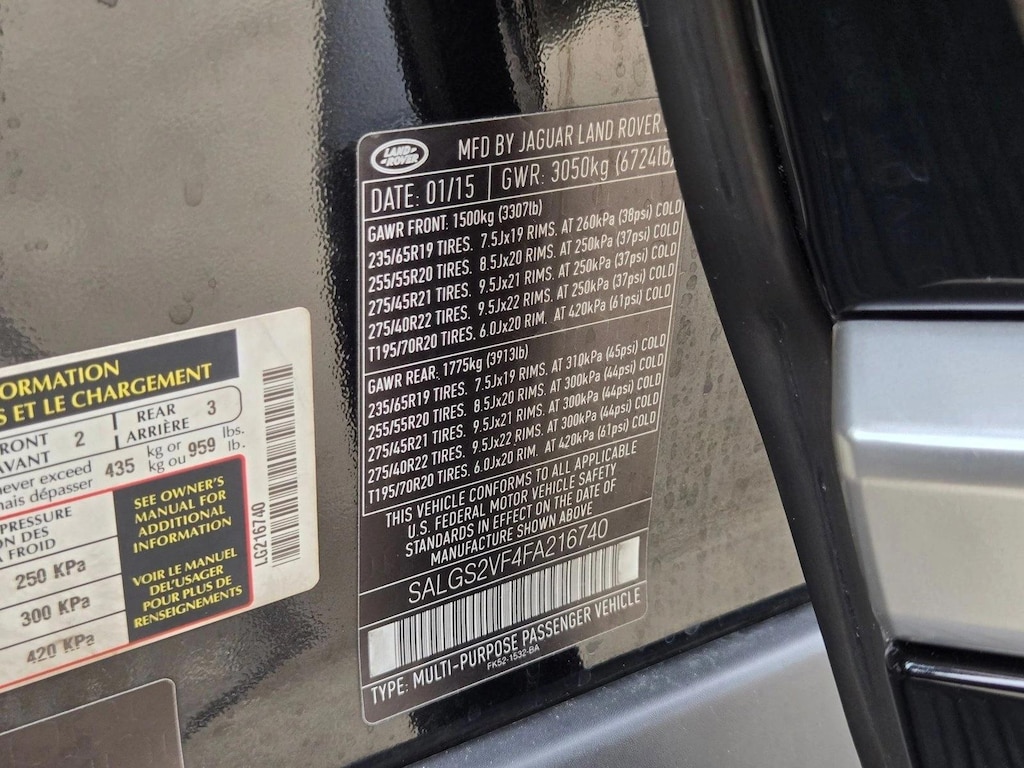 LAND-
-ROVER
MFD BY JAGUAR LAND ROVER
DATE: 01/15 GWR: 3050kg (6724lb)
GAWR FRONT: 1500kg (3307lb)
235/65R19 TIRES. 7.5Jx19 RIMS. AT 260kPa (38psi) COLD
255/55R20 TIRES. 8.5Jx20 RIMS. AT 250kPa (37psi) COLD
275/45R21 TIRES. 9.5Jx21 RIMS. AT 250kPa (37psi) COLD
275/40R22 TIRES. 9.5Jx22 RIMS. AT 250kPa (37psi) COLD
T195/70R20 TIRES. 6.0Jx20 RIM. AT 420kPa (61psi) COLD
GAWR REAR: 1775kg (3913lb)
235/65R19 TIRES. 7.5Jx19 RIMS. AT 310kPa (45psi) COLD
255/55R20 TIRES. 8.5Jx20 RIMS. AT 300kPa (44psi) COLD
275/45R21 TIRES. 9.5Jx21 RIMS. AT 300kPa (44psi) COLD
275/40R22 TIRES. 9.5Jx22 RIMS. AT 300kPa (44psi) COLD
T195/70R20 TIRES. 6.0Jx20 RIM. AT 420kPa (61psi) COLD
THIS VEHICLE CONFORMS TO ALL APPLICABLE
U.S. FEDERAL MOTOR VEHICLE SAFETY
STANDARDS IN EFFECT ON THE DATE OF
MANUFACTURE SHOWN ABOVE
SALGS2VF4FA216740
TYPE: MULTI-PURPOSE PASSENGER VEHICLE
FK52-1532-BA
ORMATION
S ET LE CHARGEMENT
FRONT 2 REAR 3
AVANT ARRIÈRE
never exceed 435 kg or 959 lbs.
mais dépasser kg ou lb.
PRESSURE
ON DES
A FROID
250 KPa
300 KPa
420 KPa
SEE OWNER'S
MANUAL FOR
ADDITIONAL
INFORMATION
VOIR LE MANUEL
DEL'USAGER
POUR PLUS DE
RENSEIGNEMENTS
LG216740